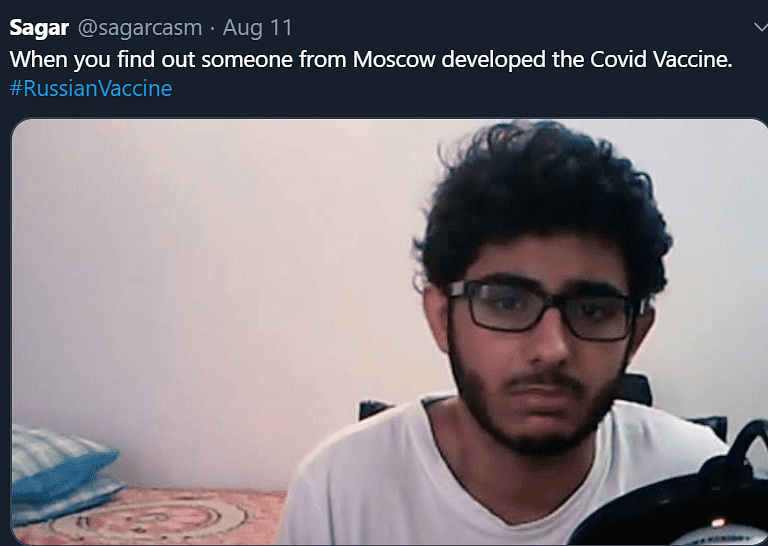 Sagar @sagarcasm · Aug 11
When you find out someone from Moscow developed the Covid Vaccine.
#RussianVaccine